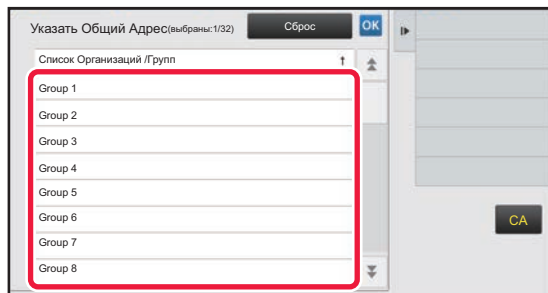 Указать Общий Адрес(выбраны:1/32) Сброс OK
Список Организаций /Групп
Group 1
Group 2
Group 3
Group 4
Group 5
Group 6
CA
Group 7
Group 8